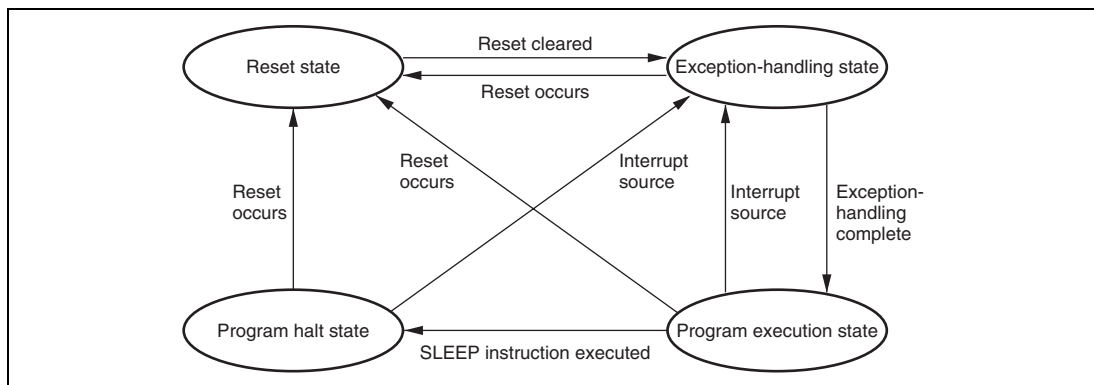 Reset cleared
Reset state
Exception-handling state
Reset occurs
Reset
occurs
Interrupt
source
Reset
occurs
Interrupt
source
Exception-
handling
complete
Program halt state
Program execution state
SLEEP instruction executed